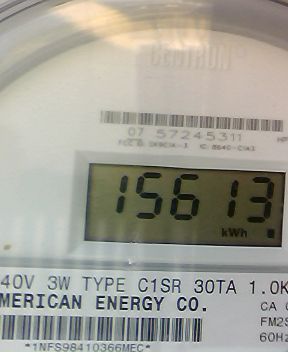 CENTRON®
07 57245311
15613
kWh
40V 3W TYPE C1SR 30TA 1.0K
MERICAN ENERGY CO.
CA
FM2S
60Hz
*1NFS98410366MEC*